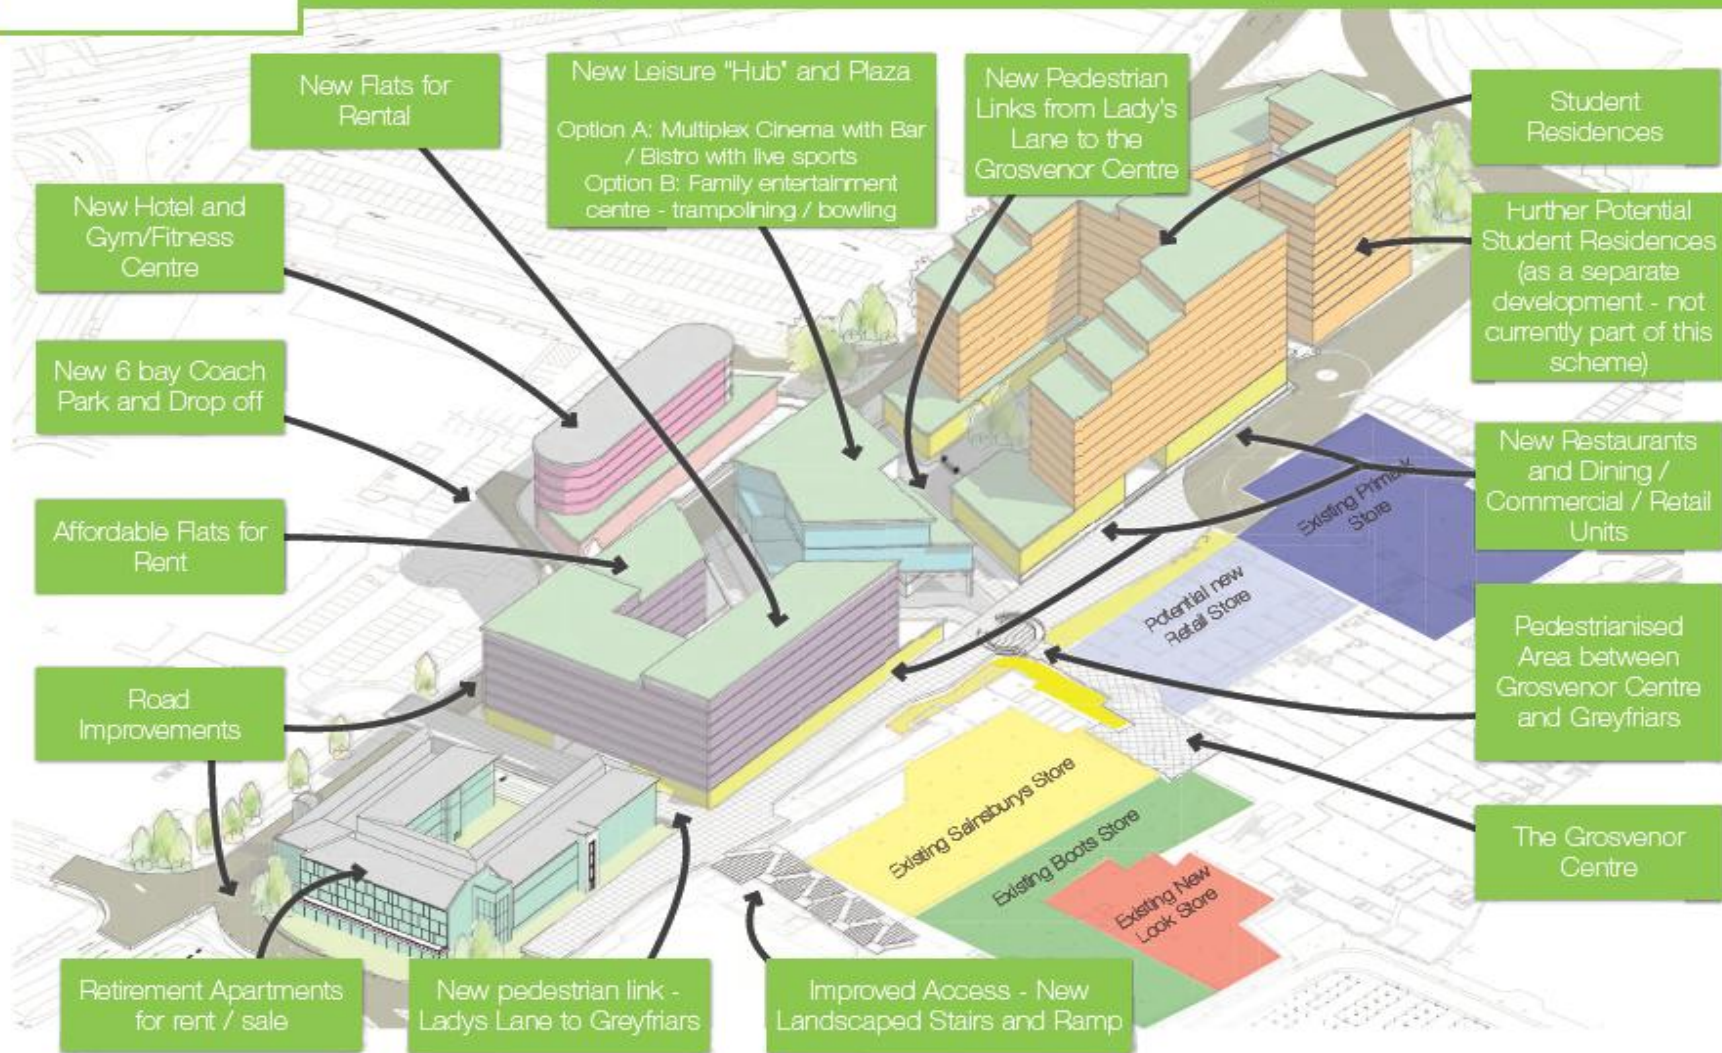 New Flats for
Rental
New Leisure "Hub" and Plaza
Option A: Multiplex Cinema with Bar
/ Bistro with live sports
Option B: Family entertainment
centre - trampolining / bowling
New Pedestrian
Links from Lady's
Lane to the
Grosvenor Centre
Student
Residences
New Hotel and
Gym/Fitness
Centre
Further Potential
Student Residences
(as a separate
development - not
currently part of this
scheme)
New 6 bay Coach
Park and Drop off
New Restaurants
and Dining /
Commercial / Retail
Units
Existing Primark
Store
Affordable Flats for
Rent
Potential new
Retail Store
Pedestrianised
Area between
Grosvenor Centre
and Greyfriars
Road
Improvements
Existing Sainsburys Store
Existing Boots Store
Existing New
Look Store
The Grosvenor
Centre
Retirement Apartments
for rent / sale
New pedestrian link -
Ladys Lane to Greyfriars
Improved Access - New
Landscaped Stairs and Ramp